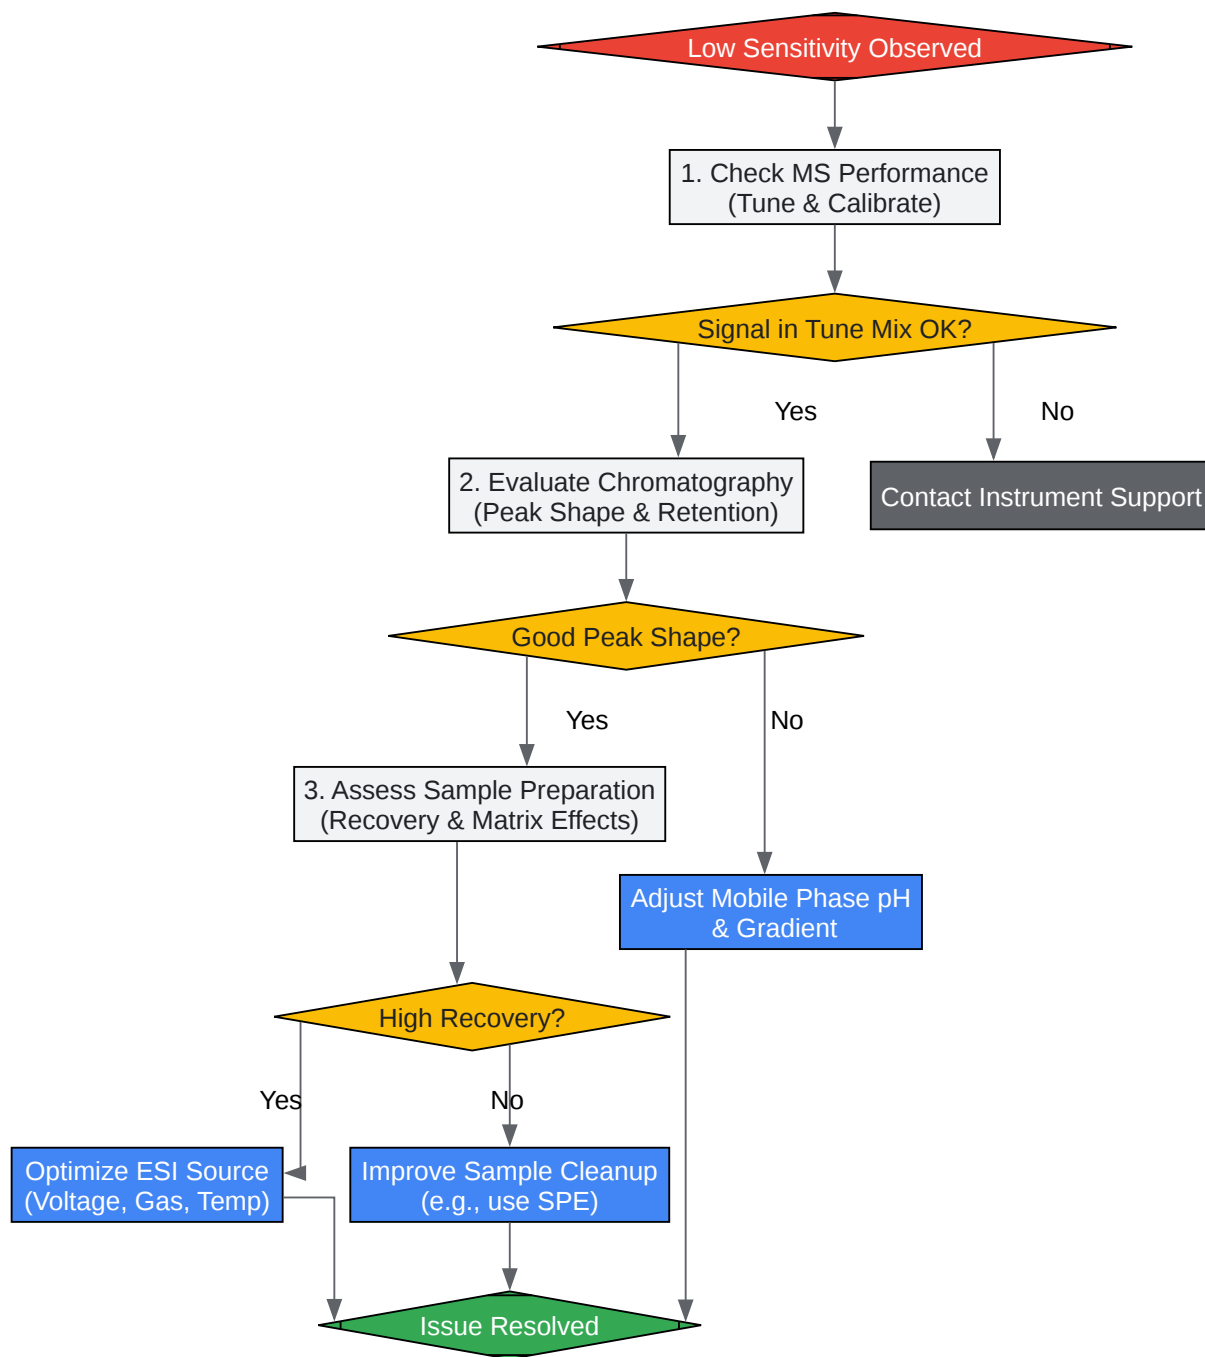 Low Sensitivity Observed
1. Check MS Performance
(Tune & Calibrate)
Signal in Tune Mix OK?
Yes
No
2. Evaluate Chromatography
(Peak Shape & Retention)
Contact Instrument Support
Good Peak Shape?
Yes
No
3. Assess Sample Preparation
(Recovery & Matrix Effects)
Adjust Mobile Phase pH
& Gradient
High Recovery?
Yes
No
Optimize ESI Source
(Voltage, Gas, Temp)
Improve Sample Cleanup
(e.g., use SPE)
Issue Resolved